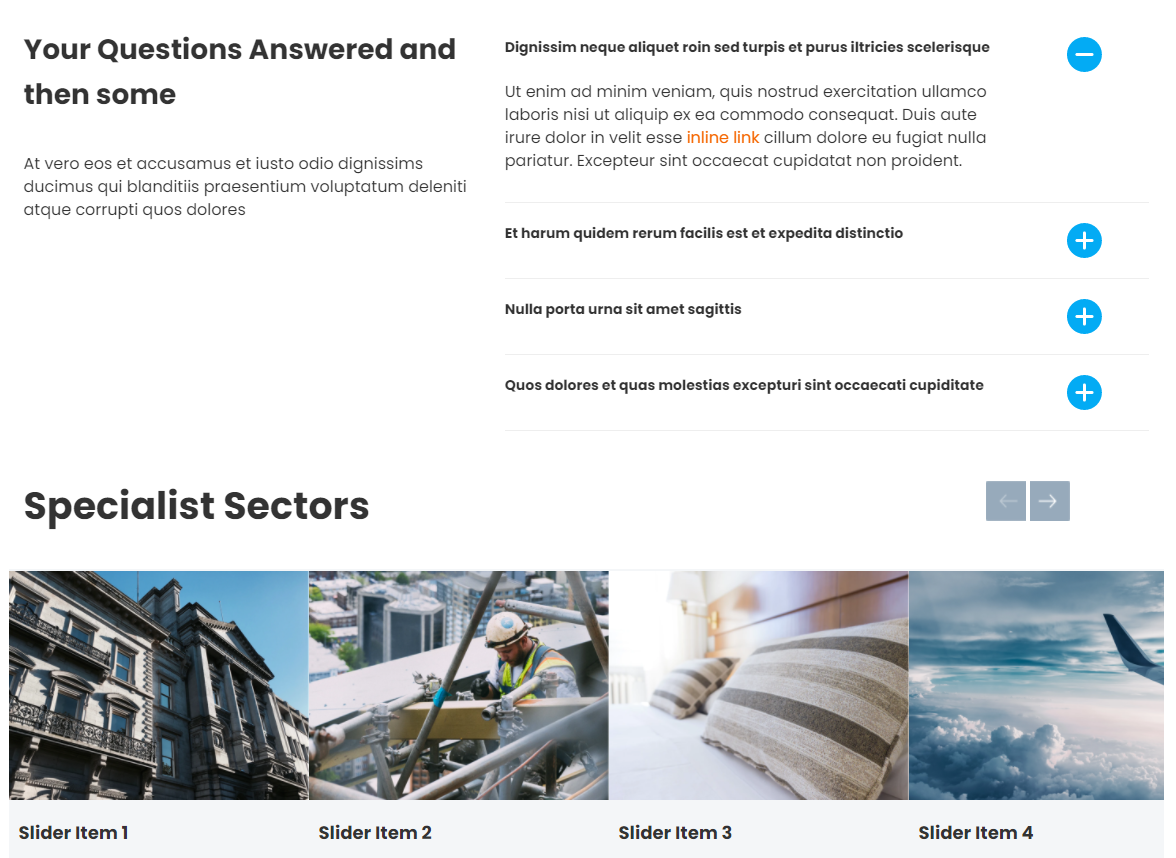 Your Questions Answered and
then some
At vero eos et accusamus et iusto odio dignissims
ducimus qui blanditiis praesentium voluptatum deleniti
atque corrupti quos dolores
Dignissim neque aliquet roin sed turpis et purus iltricies scelerisque
Ut enim ad minim veniam, quis nostrud exercitation ullamco
laboris nisi ut aliquip ex ea commodo consequat. Duis aute
irure dolor in velit esse inline link cillum dolore eu fugiat nulla
pariatur. Excepteur sint occaecat cupidatat non proident.
Et harum quidem rerum facilis est et expedita distinctio
Nulla porta urna sit amet sagittis
Quos dolores et quas molestias excepturi sint occaecati cupiditate
Specialist Sectors
Slider Item 1
Slider Item 2
Slider Item 3
Slider Item 4